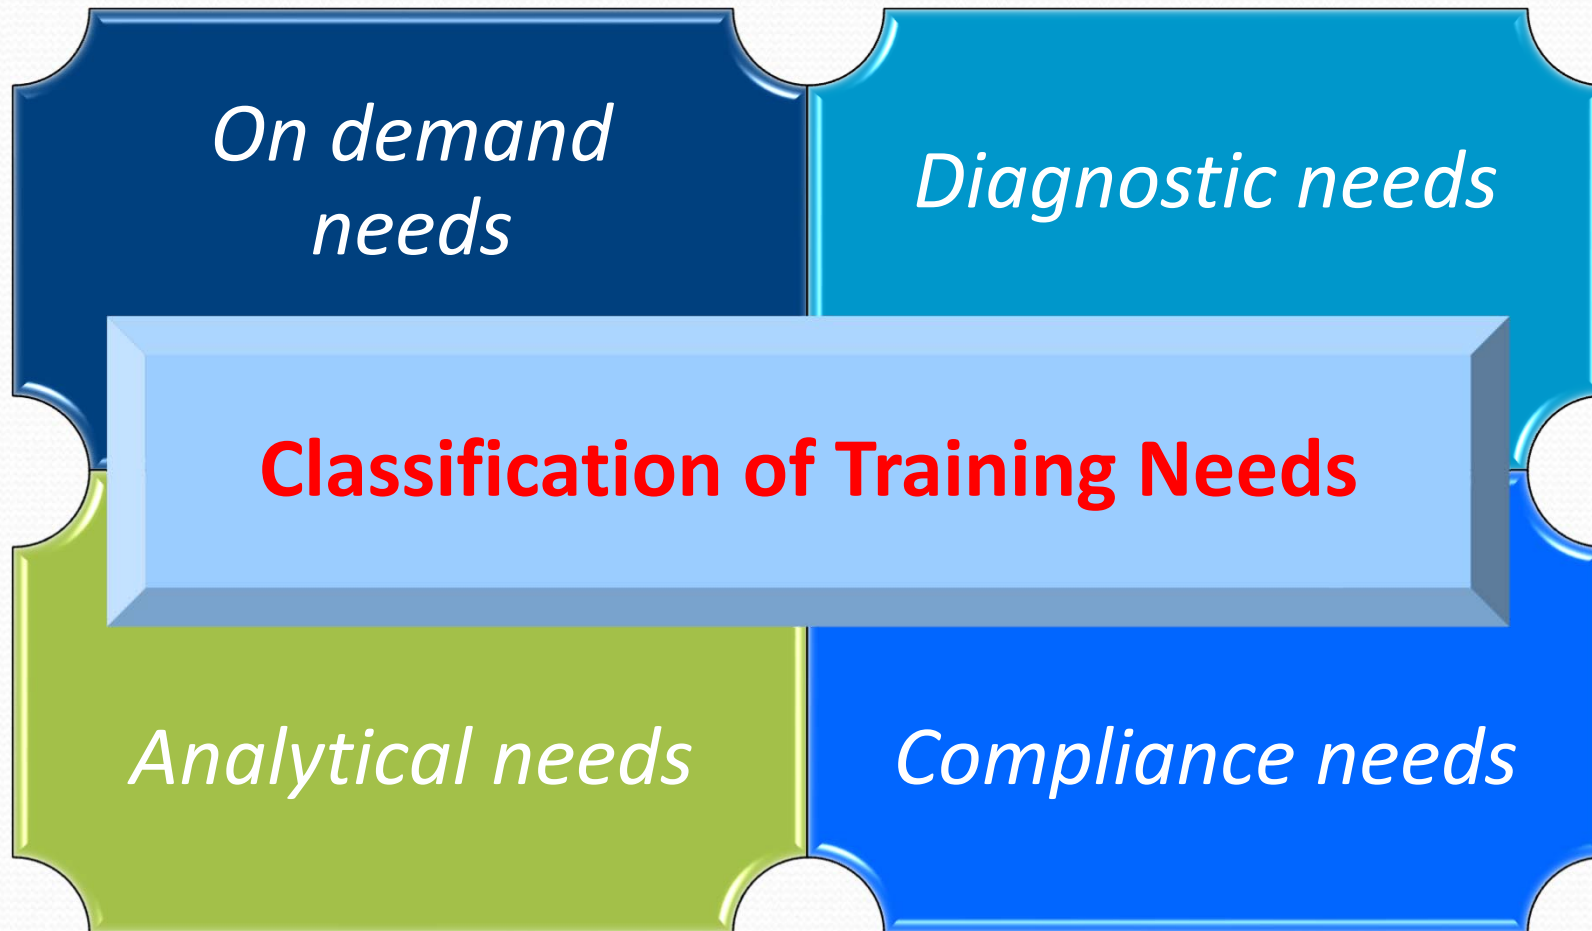 On demand
needs
Diagnostic needs
Classification of Training Needs
Analytical needs
Compliance needs